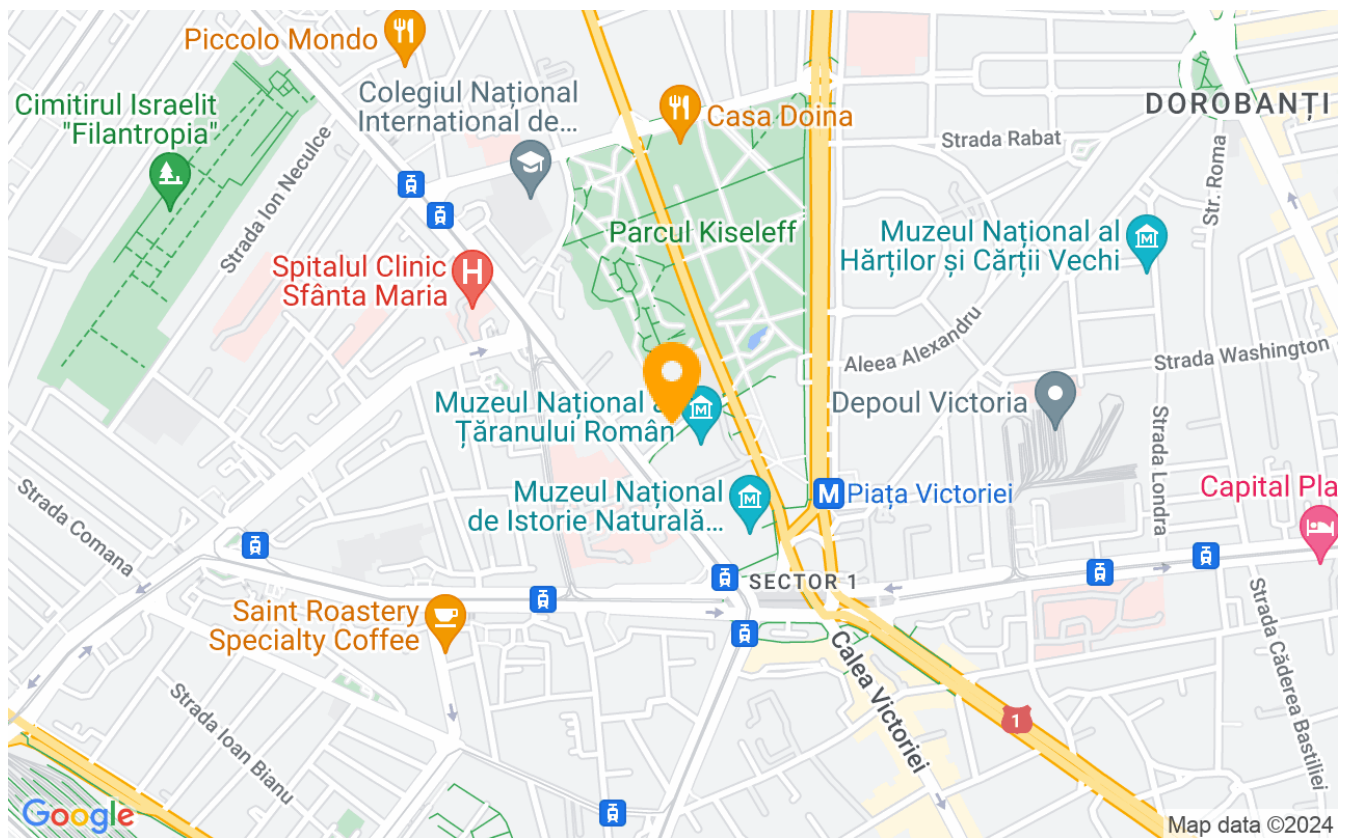 Piccolo Mondo
Colegiul Național
International de...
Cimitirul Israelit
"Filantropia"
Casa Doina
DOROBANȚI
Strada Rabat
Strada Ion Neculce
Str. Roma
Parcul Kiseleff
Muzeul Național al
Hărților și Cărții Vechi
Spitalul Clinic
Sfânta Maria
H
Aleea Alexandru
Strada Washington
Muzeul Național a
Țăranului Român
M
Depoul Victoria
Strada Londra
Muzeul Național
de Istorie Naturală...
M Piața Victoriei
Capital Pla
Strada Comana
SECTOR 1
Saint Roastery
Specialty Coffee
Calea Victoriei
Strada Căderea Bastiliei
Strada Ioan Bianu
1
Google
Map data ©2024